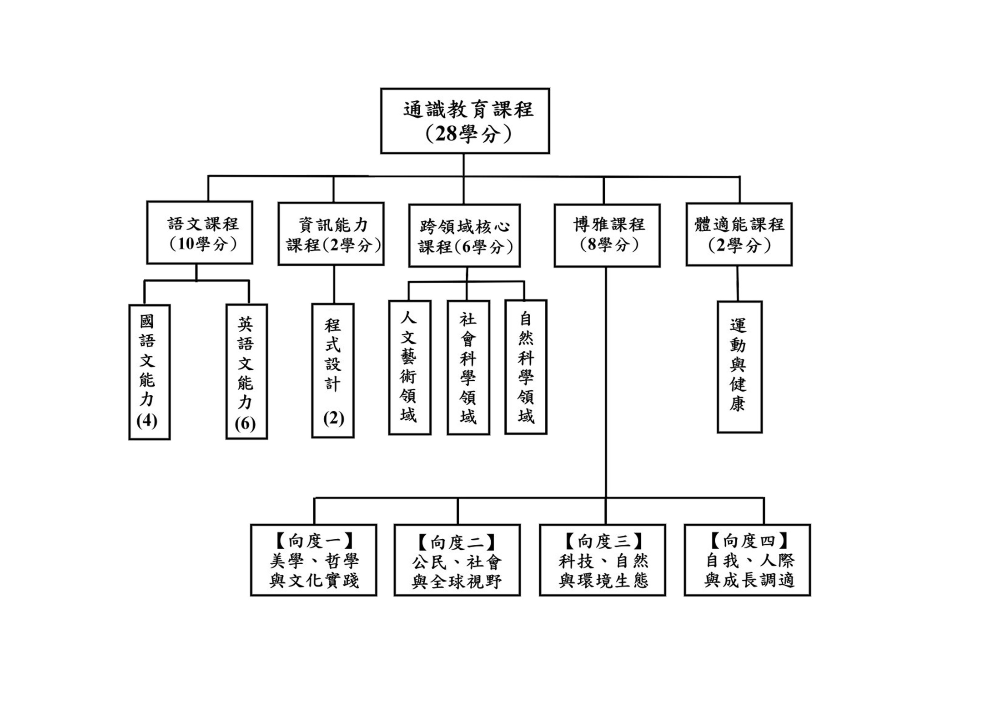 通識教育課程
（28學分）
語文課程
（10學分）
資訊能力
課程（2學分）
跨領域核心
課程（6學分）
博雅課程
（8學分）
體適能課程
（2學分）
國語文能力(4)
英語文能力(6)
程式設計 (2)
人文藝術領域
社會科學領域
自然科學領域
運動與健康
【向度一】
美學、哲學
與文化實踐
【向度二】
公民、社會
與全球視野
【向度三】
科技、自然
與環境生態
【向度四】
自我、人際
與成長調適